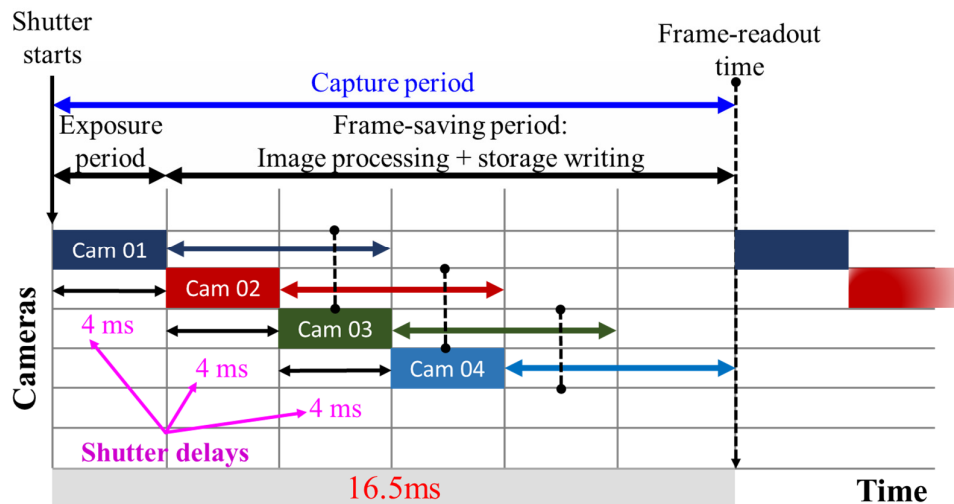 Shutter
starts
Frame-readout
time
Capture period
Exposure
period
Frame-saving period:
Image processing + storage writing
Cam 01
Cam 02
Cam 03
Cam 04
4 ms
4 ms
4 ms
Shutter delays
Cameras
16.5ms
Time